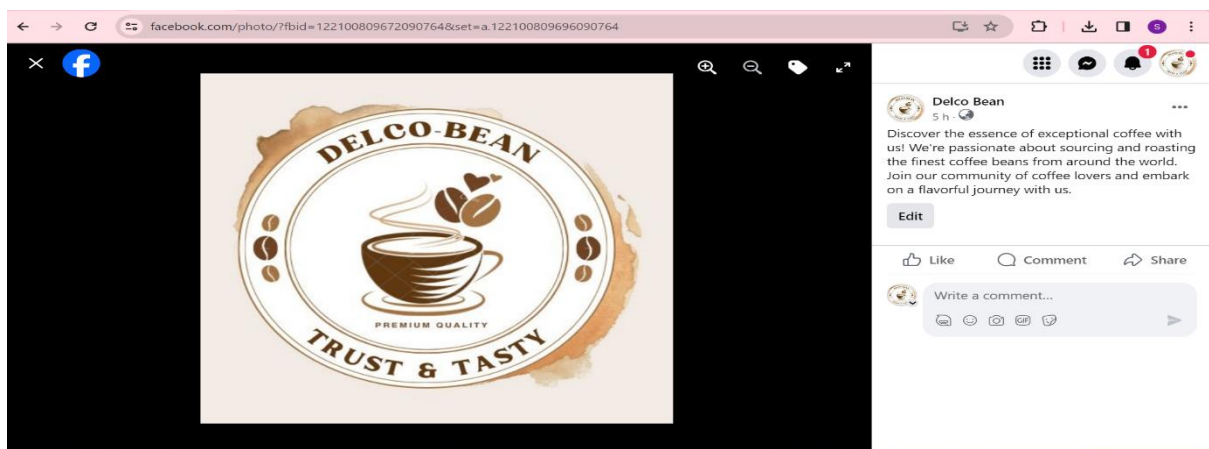 facebook.com/photo/?fbid=122100809672090764&set=a.122100809696090764
S
f
1
DELCO-BEAN
PREMIUM QUALITY
TRUST & TASTY
Delco Bean
5 h ·
Discover the essence of exceptional coffee with
us! We're passionate about sourcing and roasting
the finest coffee beans from around the world.
Join our community of coffee lovers and embark
on a flavorful journey with us.
Edit
Like Comment Share
Write a comment...
GIF